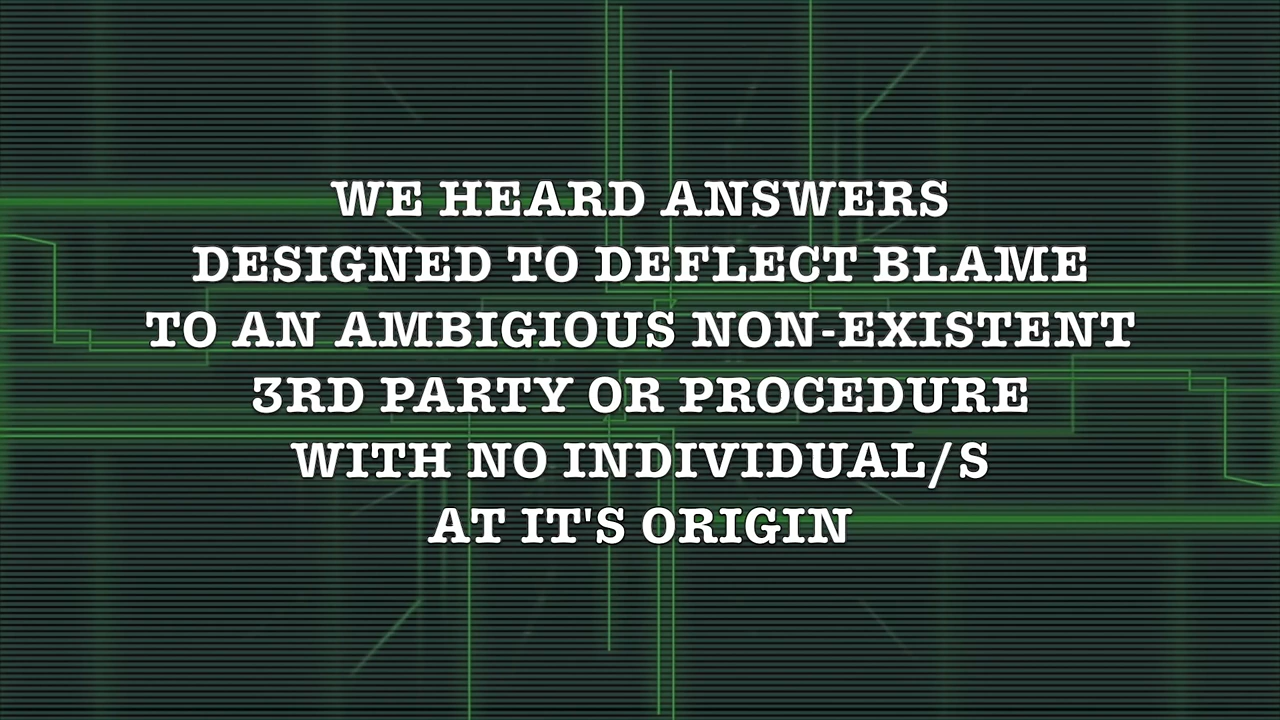 WE HEARD ANSWERS
DESIGNED TO DEFLECT BLAME
TO AN AMBIGIOUS NON-EXISTENT
3RD PARTY OR PROCEDURE
WITH NO INDIVIDUAL/S
AT IT'S ORIGIN